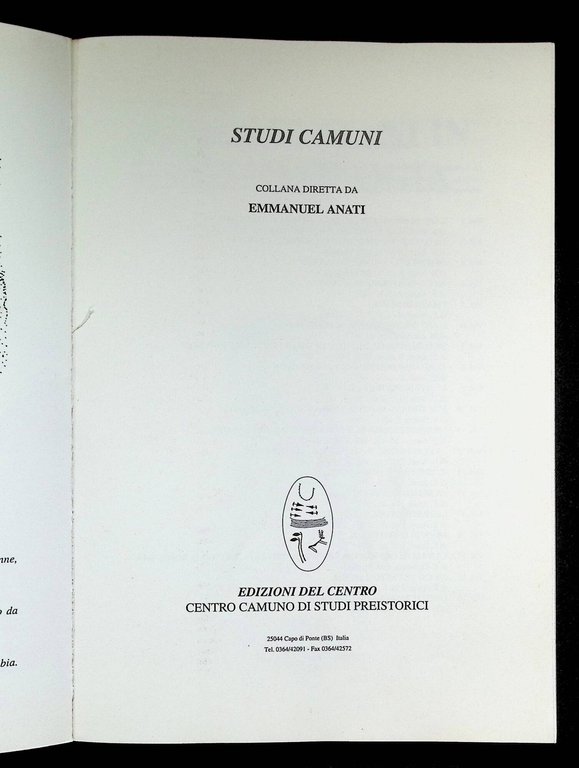 STUDI CAMUNI
COLLANA DIRETTA DA
EMMANUEL ANATI
EDIZIONI DEL CENTRO
CENTRO CAMUNO DI STUDI PREISTORICI
25044 Capo di Ponte (BS) Italia
Tel. 0364/42091 - Fax 0364/42572
da